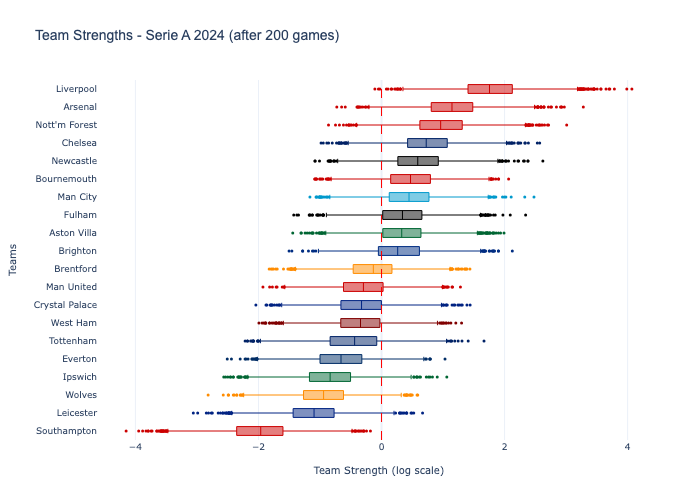 Team Strengths - Serie A 2024 (after 200 games)
Liverpool
Arsenal
Nott'm Forest
Chelsea
Newcastle
Bournemouth
Man City
Fulham
Aston Villa
Brighton
Brentford
Man United
Crystal Palace
West Ham
Tottenham
Everton
Ipswich
Wolves
Leicester
Southampton
Teams
−4 −2 0 2 4
Team Strength (log scale)